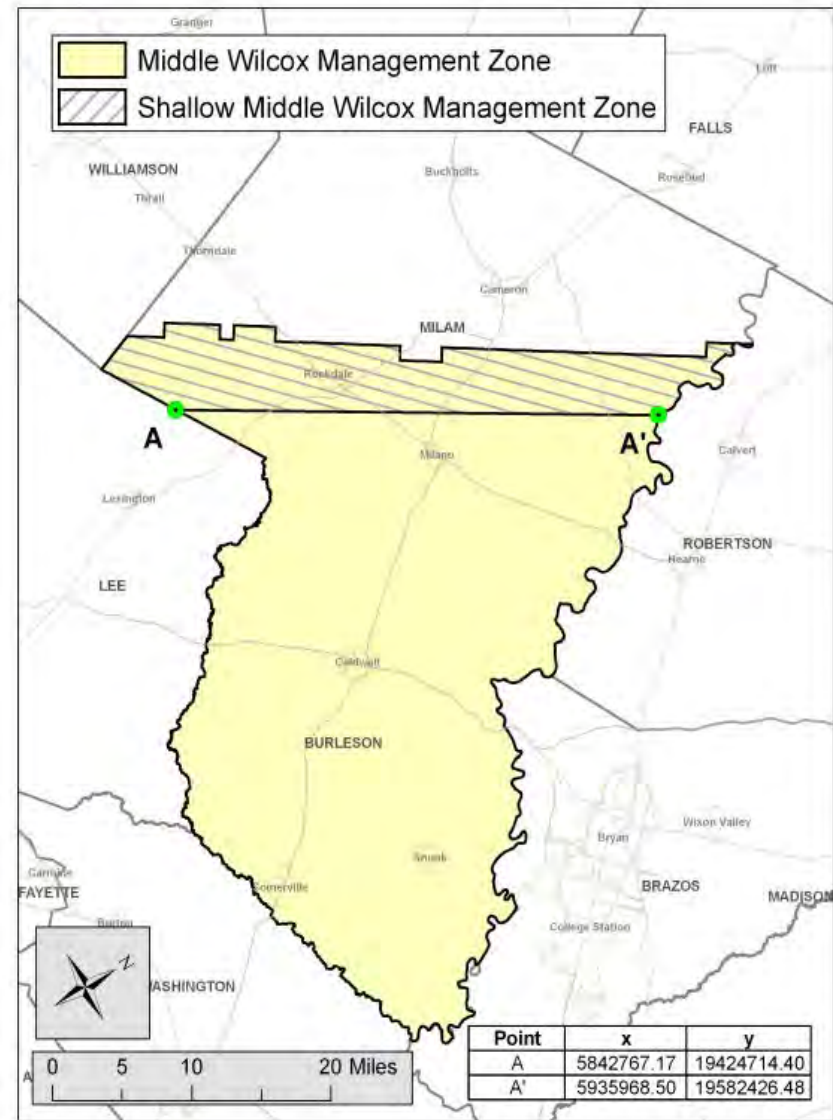 Granger
Middle Wilcox Management Zone
Lott
Shallow Middle Wilcox Management Zone
FALLS
WILLIAMSON
Buckholts
Rosebud
Thrall
Thorndale
Cameron
MILAM
Rockdale
A
A'
Milano
Calvert
Lexington
ROBERTSON
Hearne
LEE
Caldwell
BURLESON
Wixon Valley
Bryan
Snook
Carmine
Somerville
BRAZOS
FAYETTE
MADISON
Burton
College Station
N
WASHINGTON
Point x y
A 5842767.17 19424714.40
A' 5935968.50 19582426.48
0 5 10 20 Miles